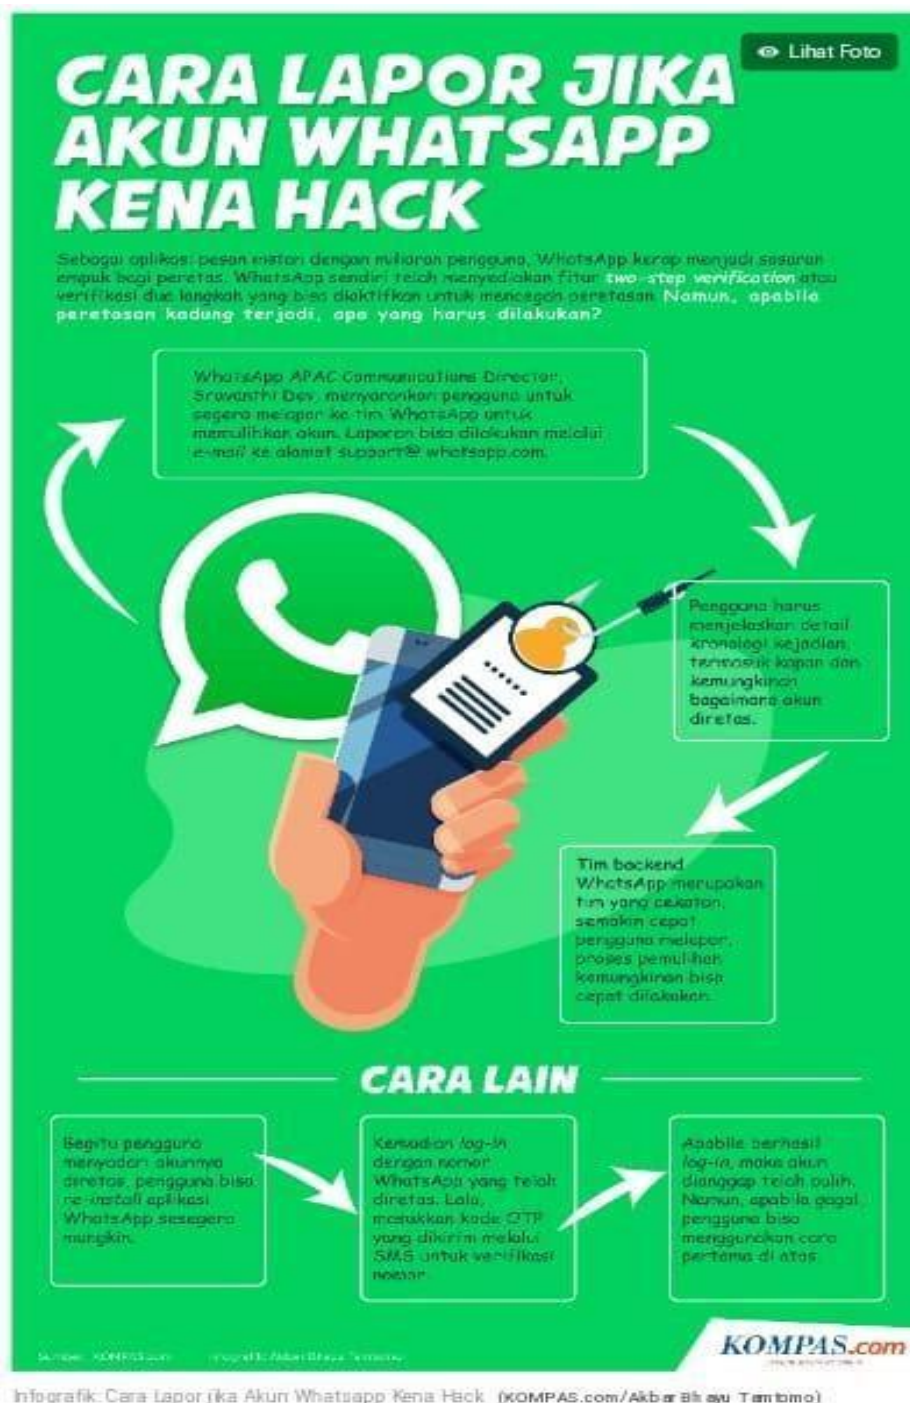 Lihat Foto
CARA LAPOR JIKA
AKUN WHATSAPP
KENA HACK
Sebagai aplikasi pesan instan dengan miliaran pengguna, WhatsApp kerap menjadi sasaran
empuk bagi peretas. WhatsApp sendiri telah menyediakan fitur two-step verification atau
verifikasi dua langkah yang bisa diaktifkan untuk mencegah peretasan. Namun, apabila
peretasan kadung terjadi, apa yang harus dilakukan?
WhatsApp APAC Communications Director,
Sravanthi Dev, menyarankan pengguna untuk
segera melapor ke tim WhatsApp untuk
memulihkan akun. Laporan bisa dilakukan melalui
e-mail ke alamat support@ whatsapp.com.
Pengguna harus
menjelaskan detail
kronologi kejadian,
termasuk kapan dan
kemungkinan
bagaimana akun
diretas.
Tim backend
WhatsApp merupakan
tim yang cekatan,
semakin cepat
pengguna melapor,
proses pemulihan
kemungkinan bisa
cepat dilakukan.
CARA LAIN
Begitu pengguna
menyadari akunnya
diretas, pengguna bisa
re-install aplikasi
WhatsApp sesegera
mungkin.
Kemudian log-in
dengan nomor
WhatsApp yang telah
diretas. Lalu,
masukkan kode OTP
yang dikirim melalui
SMS untuk verifikasi
nomor.
Apabila berhasil
log-in, maka akun
dianggap telah pulih.
Namun, apabila gagal,
pengguna bisa
menggunakan cara
pertama di atas.
Sumber: KOMPAS.com
Infografik: Akbar Bhayu Tamtomo
KOMPAS.com
Infografik: Cara Lapor jika Akun Whatsapp Kena Hack (KOMPAS.com/Akbar Bhayu Tamtomo)